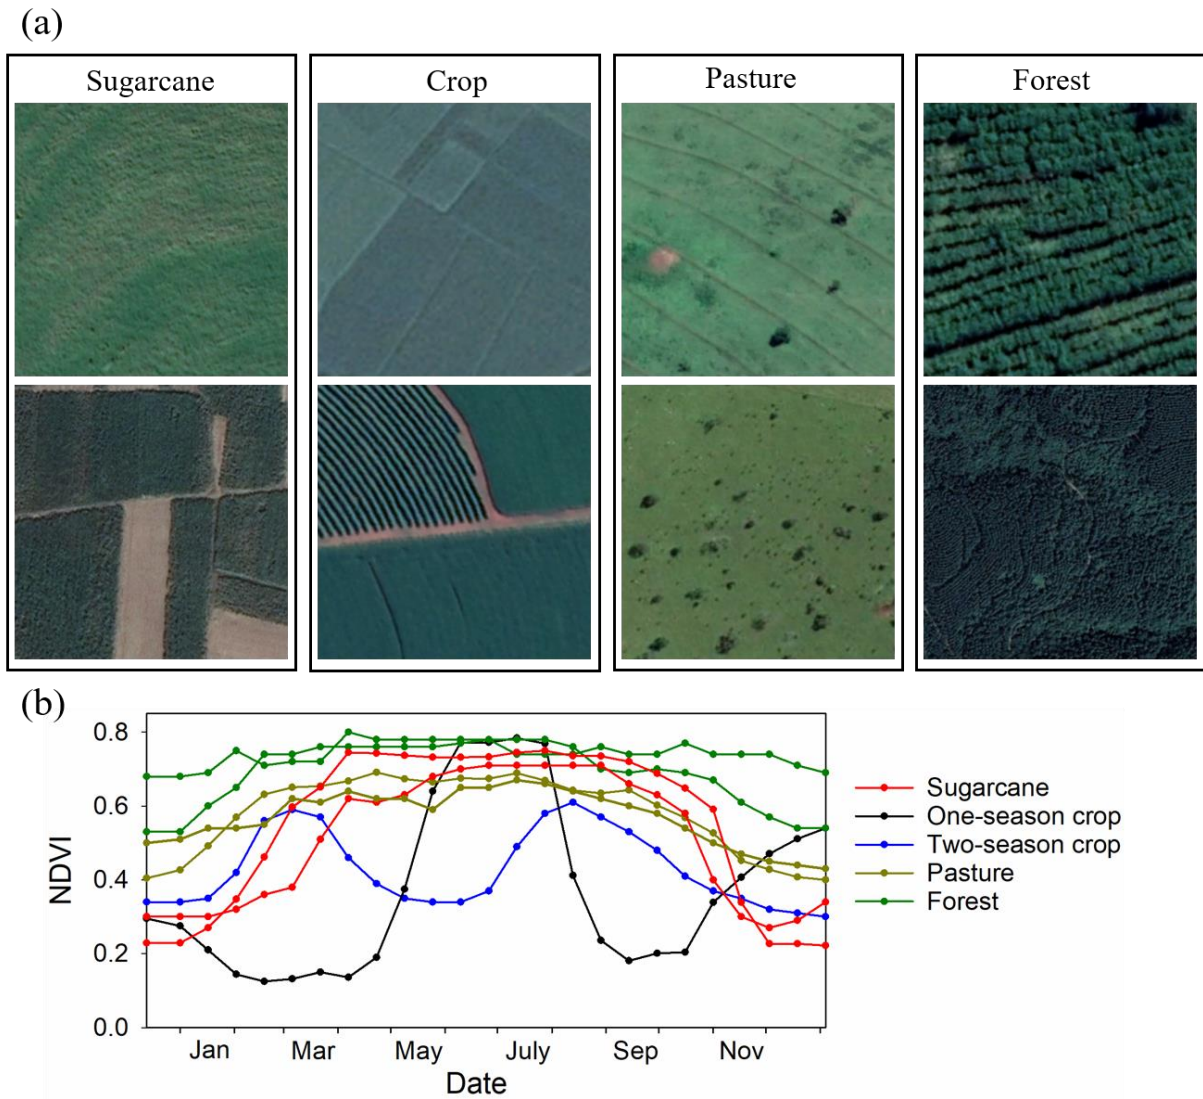 (a)
Sugarcane
Crop
Pasture
Forest
(b)
NDVI
0.8
0.6
0.4
0.2
0.0
Jan
Mar
May
July
Sep
Nov
Date
Sugarcane
One-season crop
Two-season crop
Pasture
Forest